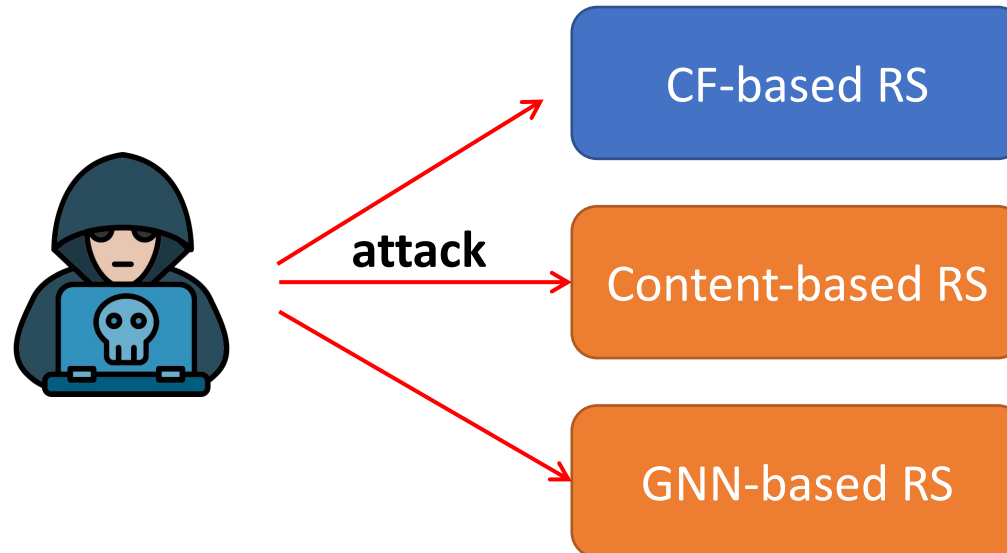 CF-based RS
attack
Content-based RS
GNN-based RS